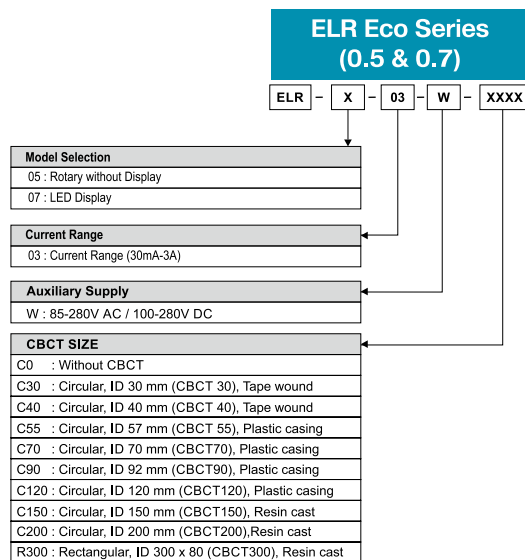 ELR Eco Series
(0.5 & 0.7)
ELR - X - 03 - W - XXXX
Model Selection
05 : Rotary without Display
07 : LED Display
Current Range
03 : Current Range (30mA-3A)
Auxiliary Supply
W : 85-280V AC / 100-280V DC
CBCT SIZE
C0 : Without CBCT
C30 : Circular, ID 30 mm (CBCT 30), Tape wound
C40 : Circular, ID 40 mm (CBCT 40), Tape wound
C55 : Circular, ID 57 mm (CBCT 55), Plastic casing
C70 : Circular, ID 70 mm (CBCT70), Plastic casing
C90 : Circular, ID 92 mm (CBCT90), Plastic casing
C120 : Circular, ID 120 mm (CBCT120), Plastic casing
C150 : Circular, ID 150 mm (CBCT150), Resin cast
C200 : Circular, ID 200 mm (CBCT200),Resin cast
R300 : Rectangular, ID 300 x 80 (CBCT300), Resin cast